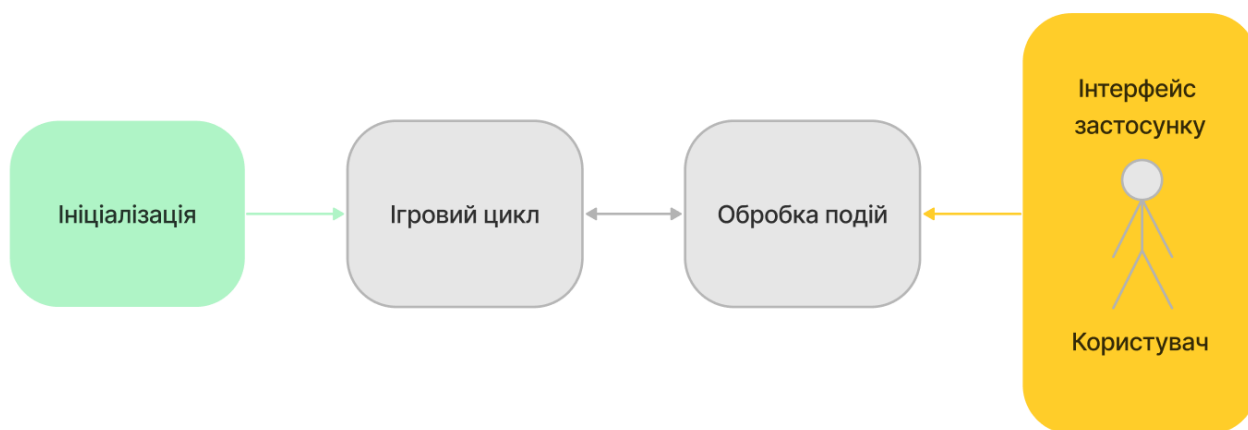 Ініціалізація
Ігровий цикл
Обробка подій
Інтерфейс
застосунку
Користувач